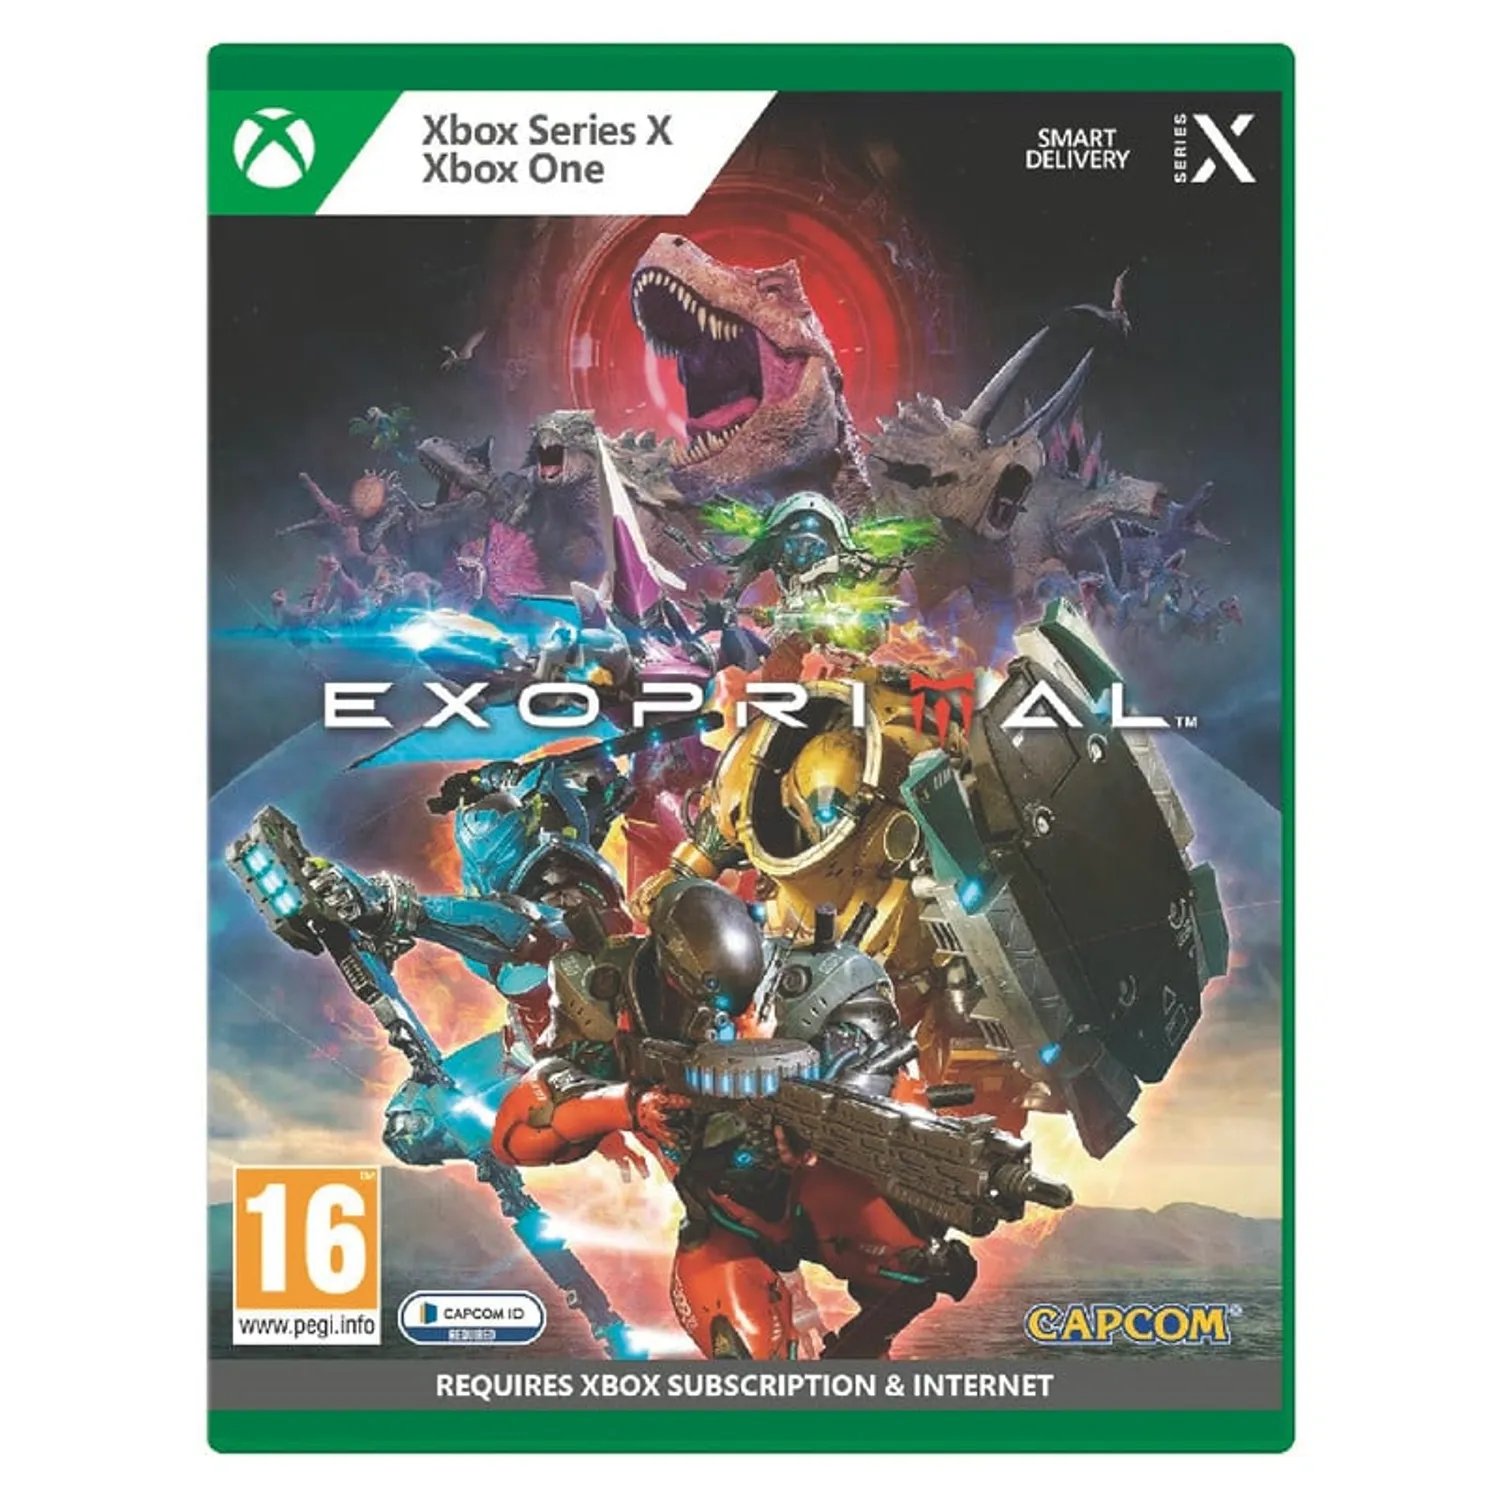 Xbox Series X
Xbox One
SMART
DELIVERY
SERIES
X
EXOPRIMAL™
16™
www.pegi.info
CAPCOM ID
REQUIRED
CAPCOM®
REQUIRES XBOX SUBSCRIPTION & INTERNET